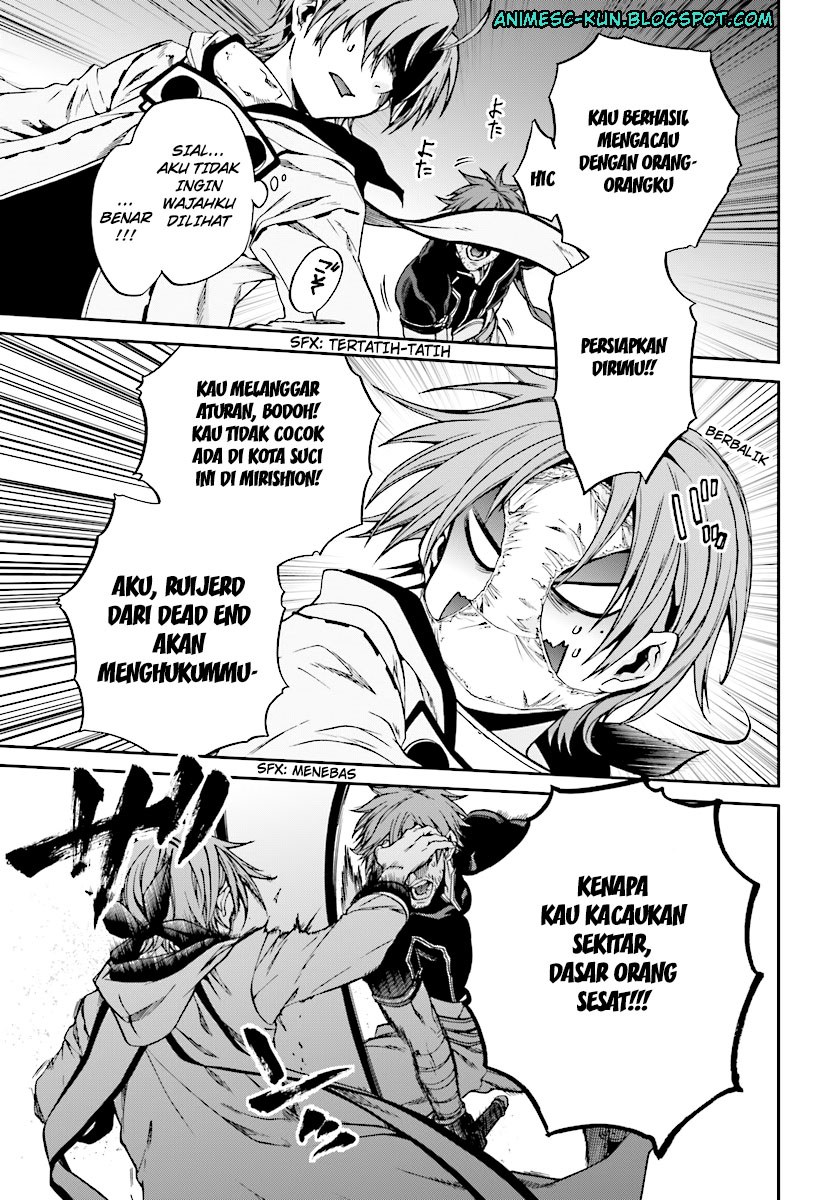 ANIMESC-KUN.BLOGSPOT.COM
KAU BERHASIL
MENGACAU
DENGAN ORANG-
ORANGKU
HIC
よた
よた
SIAL...
AKU TIDAK
INGIN
WAJAHKU
DILIHAT
...
BENAR
!!!
PERSIAPKAN
DIRIMU!!
SFX: TERTATIH-TATIH
BERBALIK
KAU MELANGGAR
ATURAN, BODOH!
KAU TIDAK COCOK
ADA DI KOTA SUCI
INI DI MIRISHION!
AKU, RUIJERD
DARI DEAD END
AKAN
MENGHUKUMMU-
SFX: MENEBAS
KENAPA
KAU KACAUKAN
SEKITAR,
DASAR ORANG
SESAT!!!